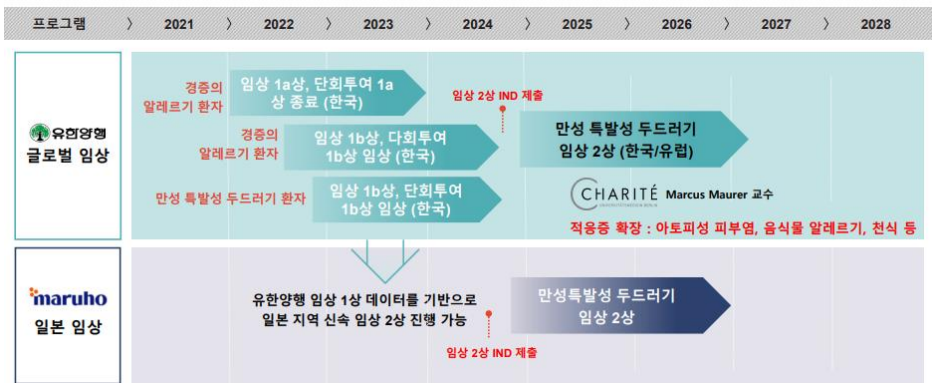 프로그램 〉 2021 〉 2022 〉 2023 〉 2024 〉 2025 〉 2026 〉 2027 〉 2028
유한양행
글로벌 임상
경증의
알레르기 환자
임상 1a상, 단회투여 1a
상 종료 (한국)
경증의
알레르기 환자
임상 1b상, 다회투여
1b상 임상 (한국)
만성 특발성 두드러기 환자
임상 1b상, 단회투여
1b상 임상 (한국)
임상 2상 IND 제출
만성 특발성 두드러기
임상 2상 (한국/유럽)
CHARITÉ Marcus Maurer 교수
적응증 확장 : 아토피성 피부염, 음식물 알레르기, 천식 등
maruho
일본 임상
유한양행 임상 1상 데이터를 기반으로
일본 지역 신속 임상 2상 진행 가능
임상 2상 IND 제출
만성특발성 두드러기
임상 2상